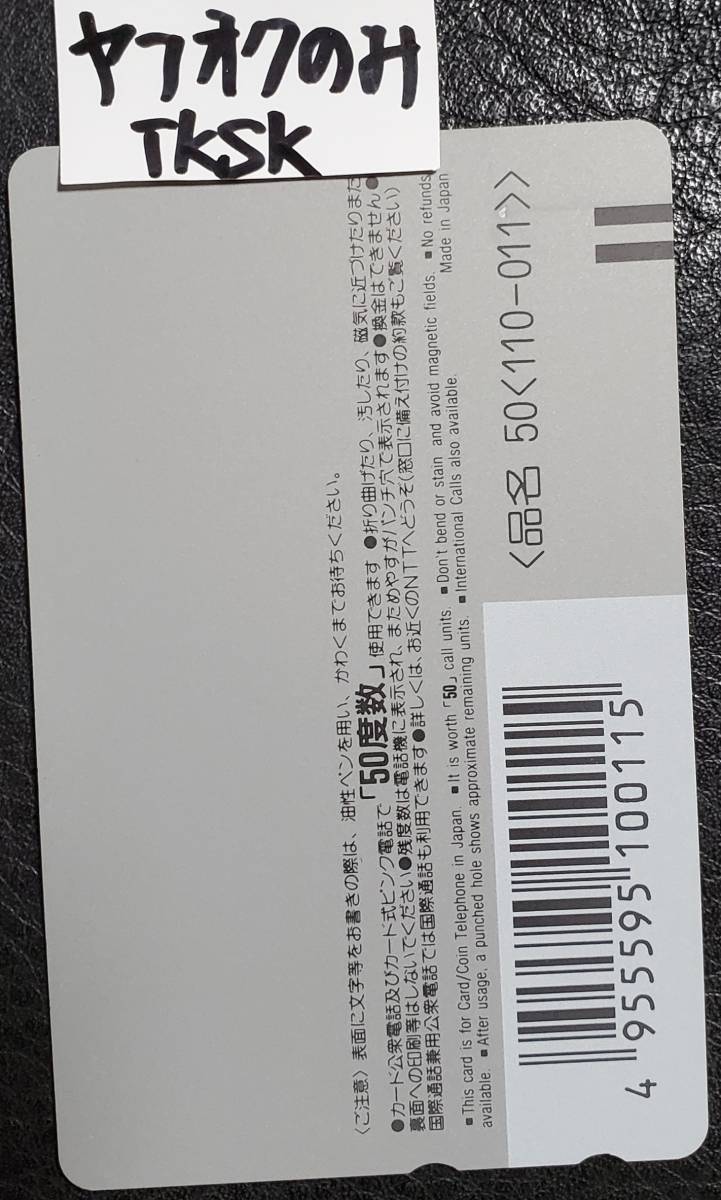 ヤフオクのみ
TKSK
〈ご注意〉表面に文字等をお書きの際は、油性ペンを用い、かわくまでお待ちください。
●カード公衆電話及びカード式ピンク電話で「50度数」使用できます ●折り曲げたり、汚したり、磁気に近づけたりまた
裏面への印刷等はしないでください●残度数は電話機に表示され、まためやすがパンチ穴で表示されます●換金はできません●
国際通話兼用公衆電話では国際通話も利用できます●詳しくは、お近くのNTTへどうぞ(窓口に備え付けの約款もご覧ください)
■This card is for Card/Coin Telephone in Japan. ■It is worth「50」call units. ■Don't bend or stain and avoid magnetic fields. ■No refunds
available. ■After usage, a punched hole shows approximate remaining units. ■International Calls also available. Made in Japan
〈品名 50〈110-011〉〉
4 955595 100115